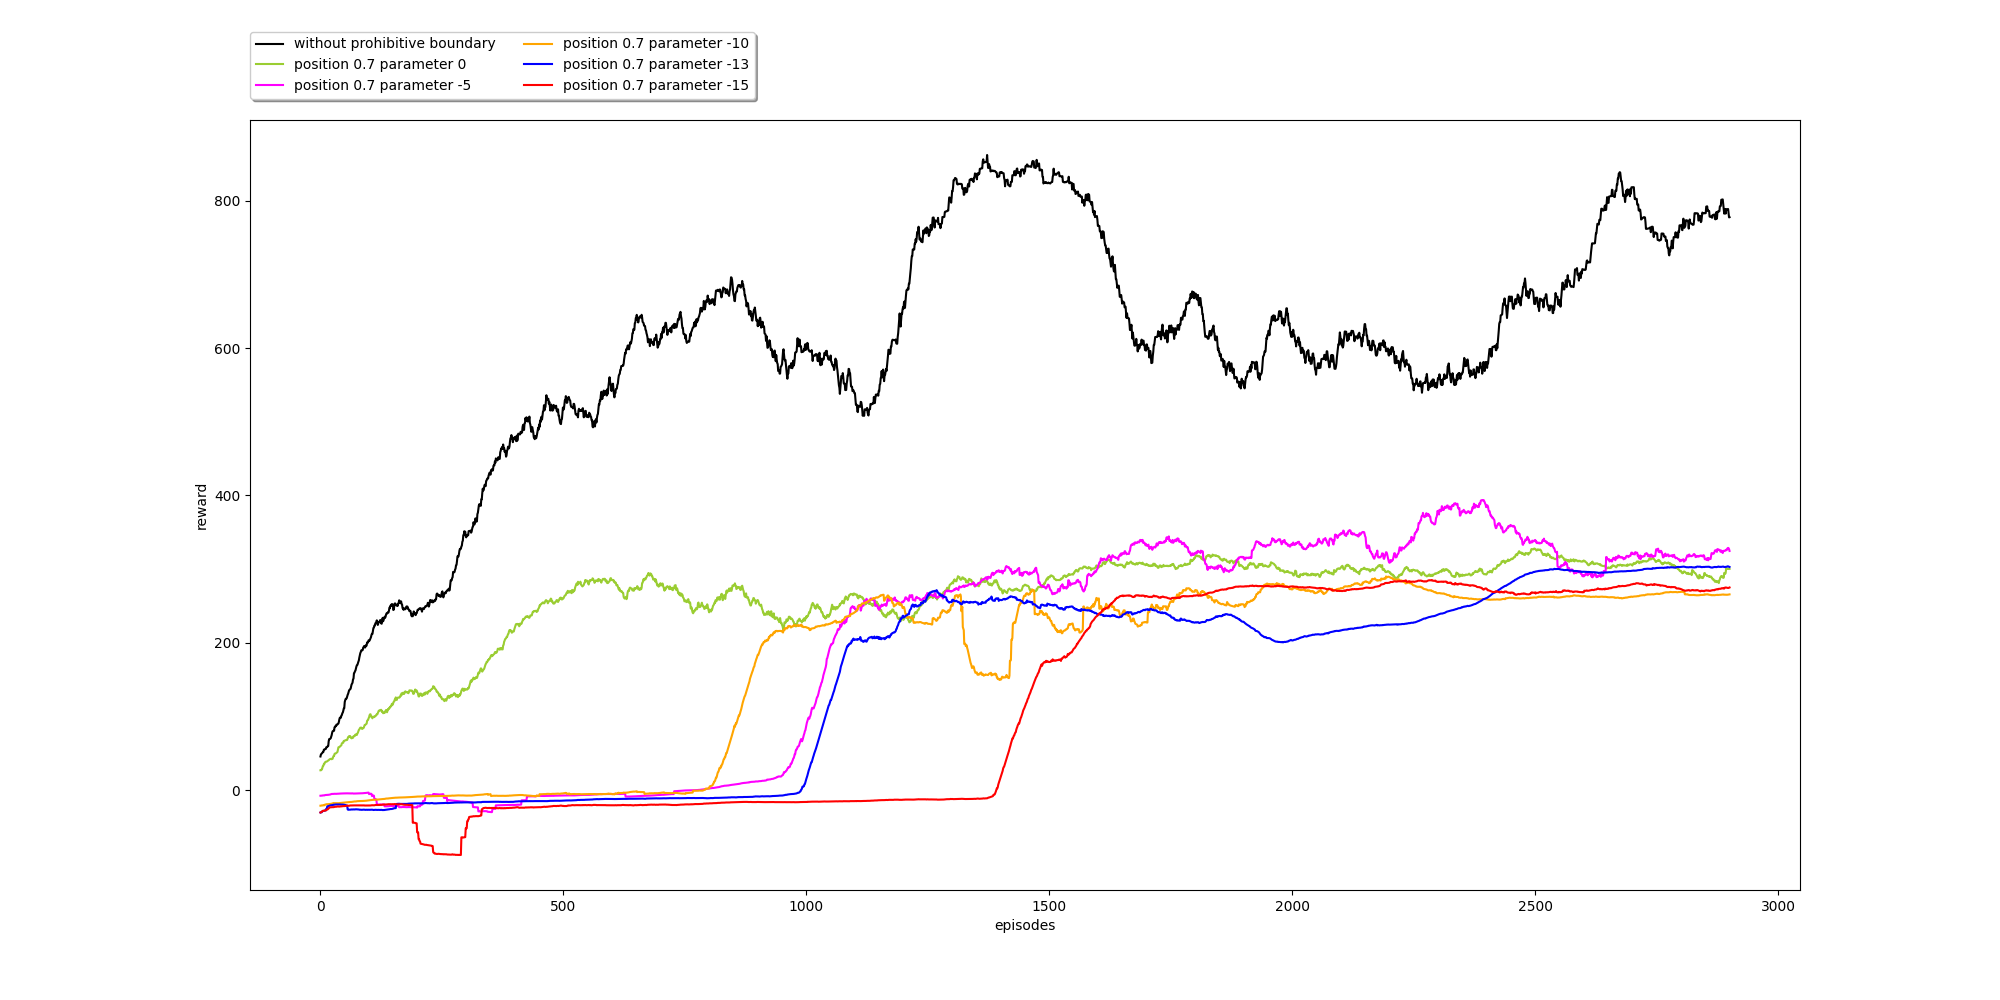 without prohibitive boundary
position 0.7 parameter 0
position 0.7 parameter -5
position 0.7 parameter -10
position 0.7 parameter -13
position 0.7 parameter -15
800
600
400
200
0
reward
0 500 1000 1500 2000 2500 3000
episodes